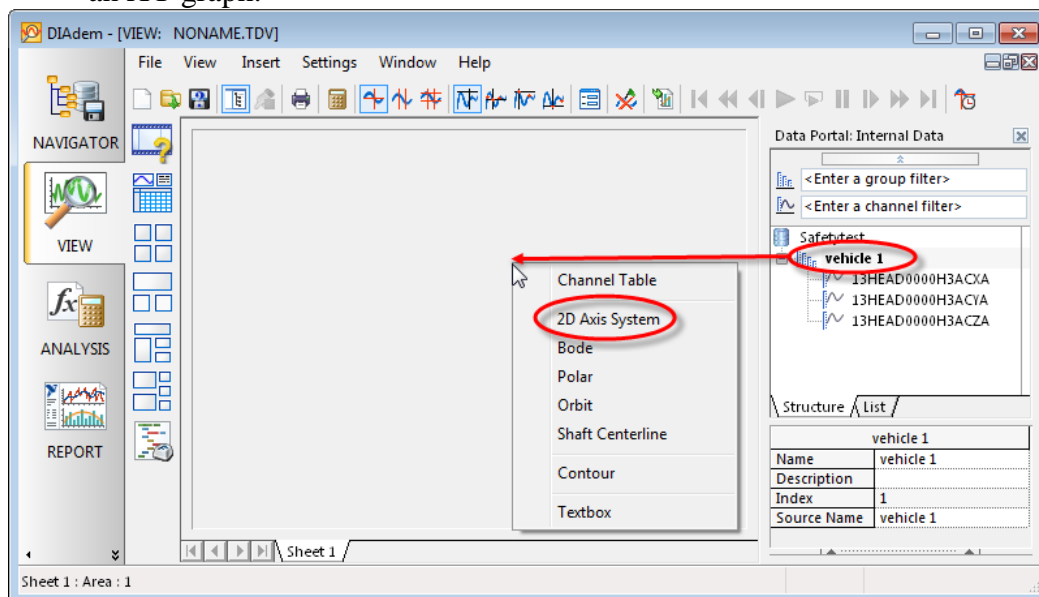 DIAdem - [VIEW: NONAME.TDV]
File View Insert Settings Window Help
NAVIGATOR
VIEW
ANALYSIS
REPORT
Channel Table
2D Axis System
Bode
Polar
Orbit
Shaft Centerline
Contour
Textbox
Sheet 1
Data Portal: Internal Data
<Enter a group filter>
<Enter a channel filter>
Safetytest
vehicle 1
13HEAD0000H3ACXA
13HEAD0000H3ACYA
13HEAD0000H3ACZA
Structure List
vehicle 1
Name vehicle 1
Description
Index 1
Source Name vehicle 1
Sheet 1 : Area : 1